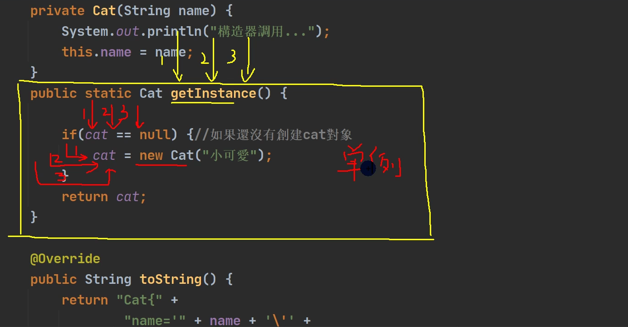 private Cat(String name) {
System.out.println("構造器調用...");
this.name = name;
}
1 2 3
public static Cat getInstance() {
1 2 3
if(cat == null) {//如果還沒有創建cat對象
1
2
cat = new Cat("小可愛");
单例
3
}
return cat;
}
@Override
public String toString() {
return "Cat{" +
"name='" + name + '\'' +